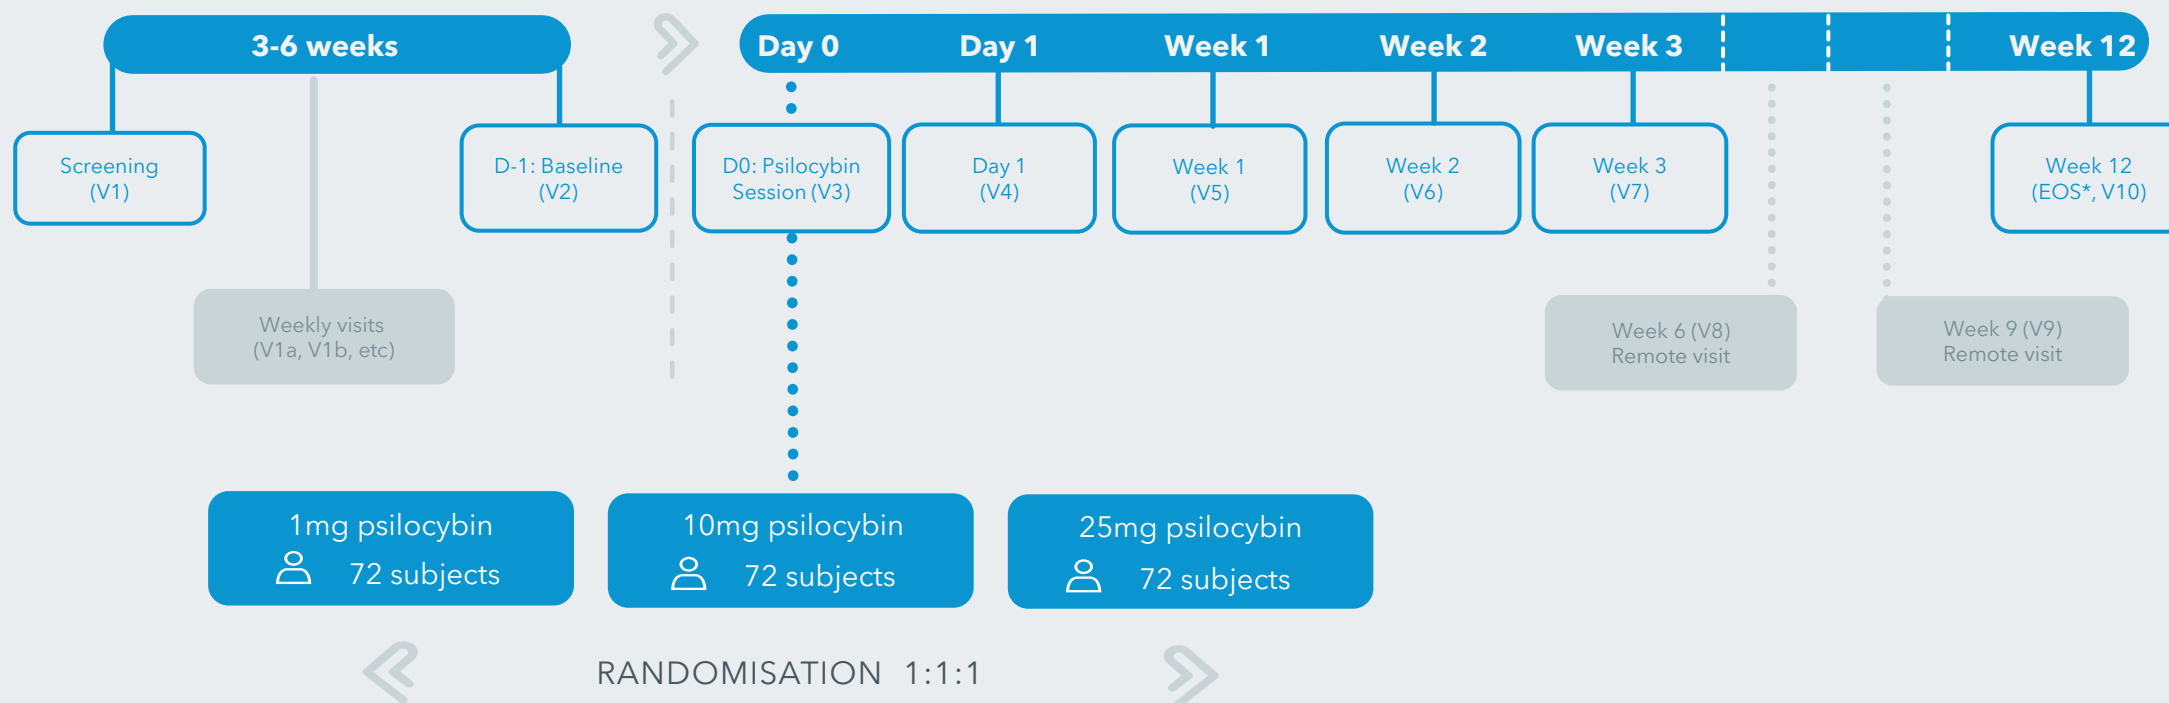 3-6 weeks
Day 0
Day 1
Week 1
Week 2
Week 3
Week 12
Screening
(V1)
D-1: Baseline
(V2)
D0: Psilocybin
Session (V3)
Day 1
(V4)
Week 1
(V5)
Week 2
(V6)
Week 3
(V7)
Week 12
(EOS*, V10)
Weekly visits
(V1a, V1b, etc)
Week 6 (V8)
Remote visit
Week 9 (V9)
Remote visit
1mg psilocybin
72 subjects
10mg psilocybin
72 subjects
25mg psilocybin
72 subjects
RANDOMISATION 1:1:1